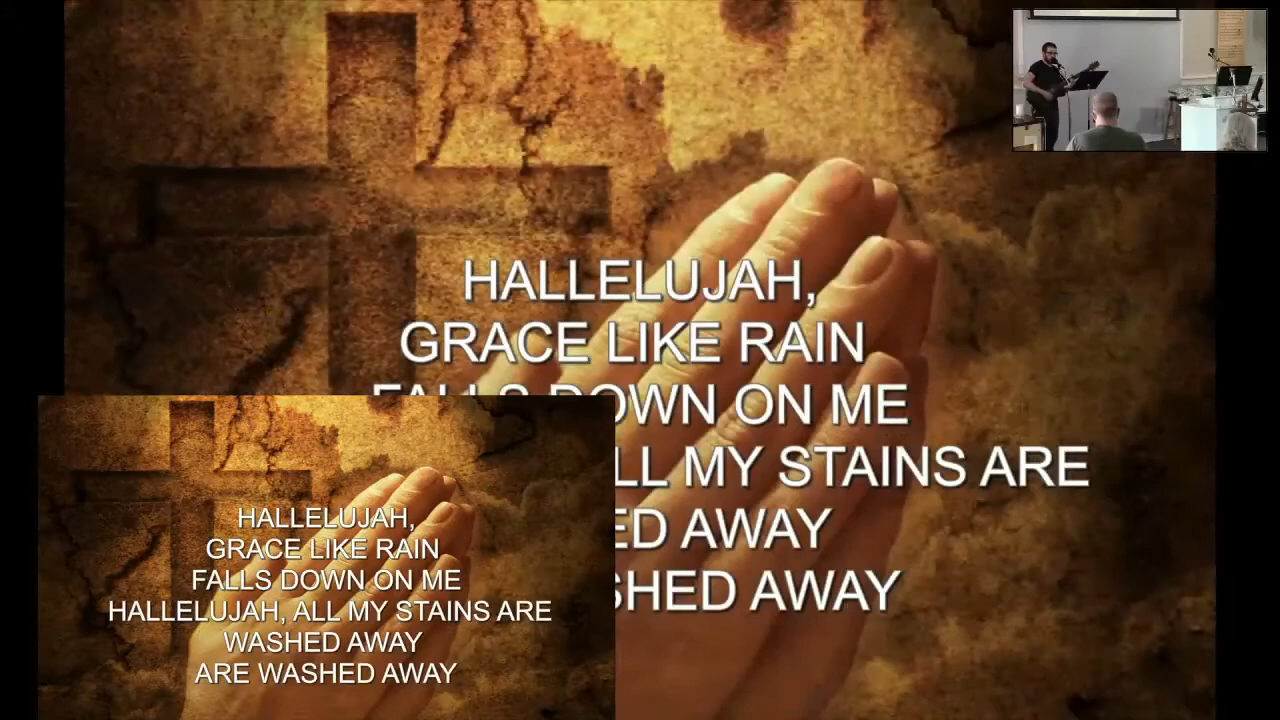 HALLELUJAH,
GRACE LIKE RAIN
FALLS DOWN ON ME
LL MY STAINS ARE
ED AWAY
SHED AWAY
HALLELUJAH,
GRACE LIKE RAIN
FALLS DOWN ON ME
HALLELUJAH, ALL MY STAINS ARE
WASHED AWAY
ARE WASHED AWAY